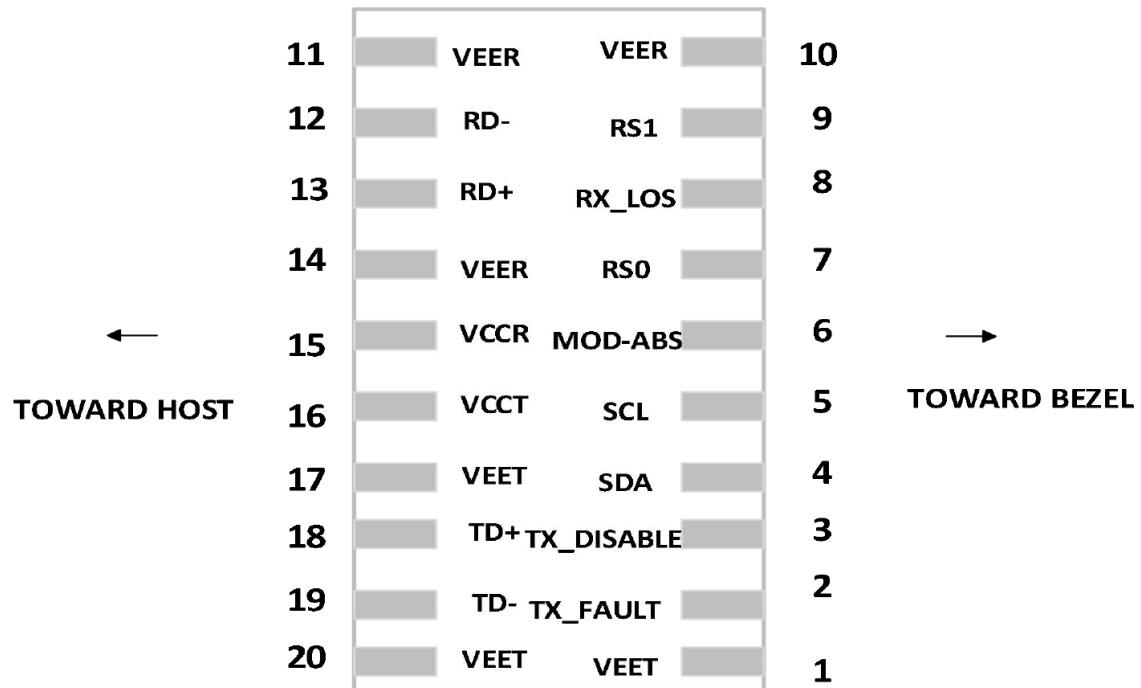 11 VEER VEER 10
12 RD- RS1 9
13 RD+ RX_LOS 8
14 VEER RS0 7
15 VCCR MOD-ABS 6
TOWARD HOST TOWARD BEZEL
16 VCCT SCL 5
17 VEET SDA 4
18 TD+ TX_DISABLE 3
19 TD- TX_FAULT 2
20 VEET VEET 1